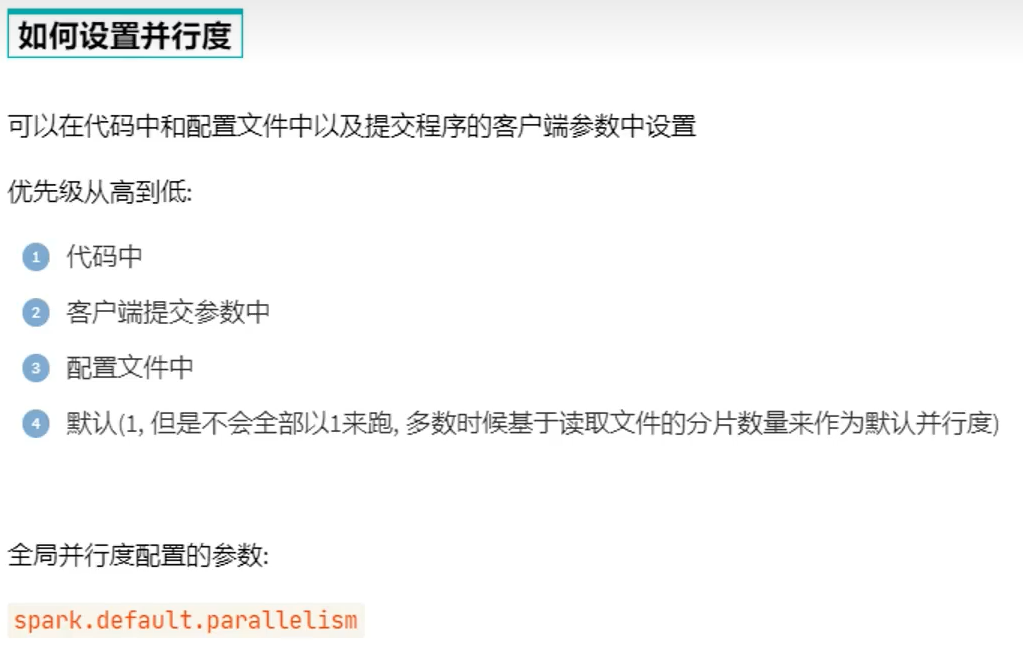 如何设置并行度
可以在代码中和配置文件中以及提交程序的客户端参数中设置
优先级从高到低:
1 代码中
2 客户端提交参数中
3 配置文件中
4 默认(1, 但是不会全部以1来跑, 多数时候基于读取文件的分片数量来作为默认并行度)
全局并行度配置的参数:
spark.default.parallelism